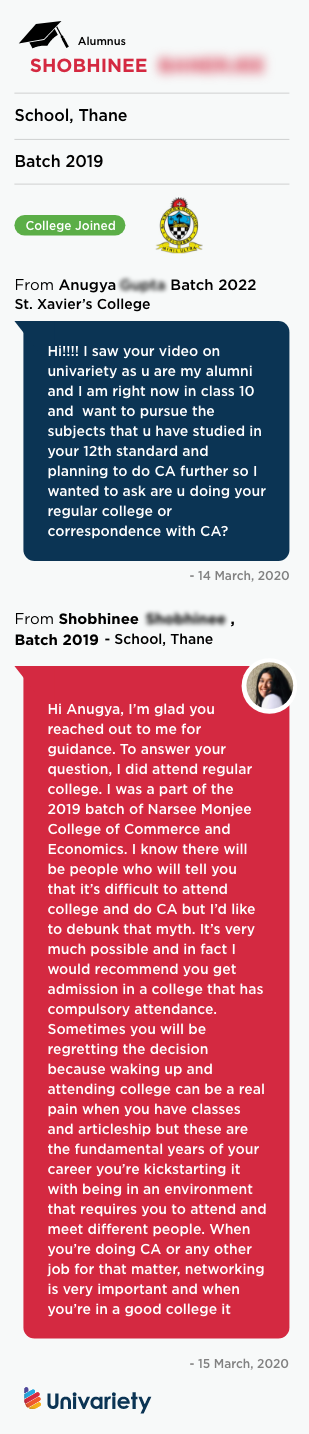 Alumnus
SHOBHINEE
School, Thane
Batch 2019
College Joined
From Anugya Batch 2022
St. Xavier's College
Hi!!!! I saw your video on
univariety as u are my alumni
and I am right now in class 10
and want to pursue the
subjects that u have studied in
your 12th standard and
planning to do CA further so I
wanted to ask are u doing your
regular college or
correspondence with CA?
- 14 March, 2020
From Shobhinee Shobhinee ,
Batch 2019 - School, Thane
Hi Anugya, I'm glad you
reached out to me for
guidance. To answer your
question, I did attend regular
college. I was a part of the
2019 batch of Narsee Monjee
College of Commerce and
Economics. I know there will
be people who will tell you
that it's difficult to attend
college and do CA but I'd like
to debunk that myth. It's very
much possible and in fact I
would recommend you get
admission in a college that has
compulsory attendance.
Sometimes you will be
regretting the decision
because waking up and
attending college can be a real
pain when you have classes
and articleship but these are
the fundamental years of your
career you're kickstarting it
with being in an environment
that requires you to attend and
meet different people. When
you're doing CA or any other
job for that matter, networking
is very important and when
you're in a good college it
- 15 March, 2020
Univariety